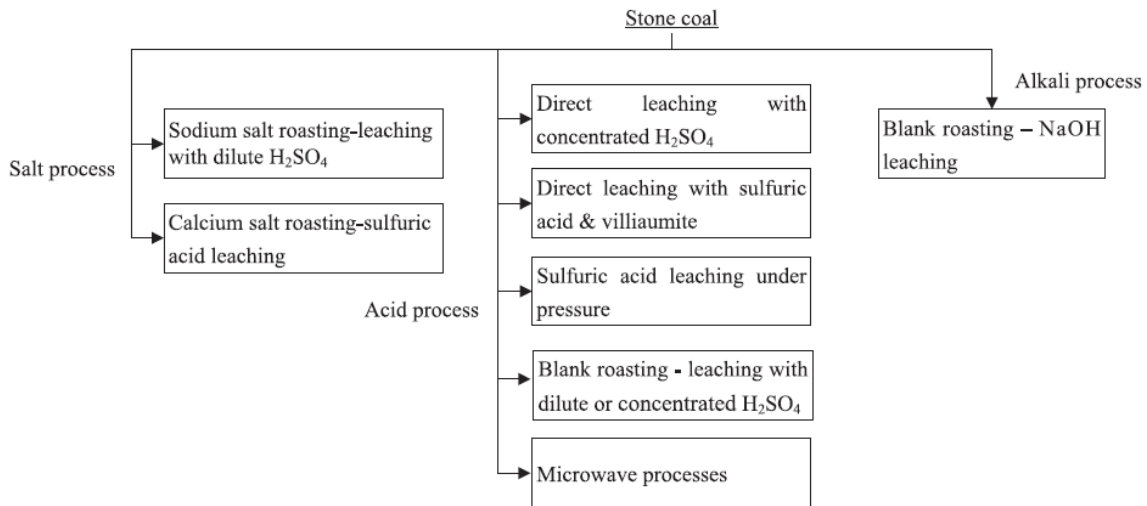 Stone coal
Salt process
Sodium salt roasting-leaching
with dilute H₂SO₄
Calcium salt roasting-sulfuric
acid leaching
Acid process
Direct leaching with
concentrated H₂SO₄
Direct leaching with sulfuric
acid & villiaumite
Sulfuric acid leaching under
pressure
Blank roasting - leaching with
dilute or concentrated H₂SO₄
Microwave processes
Alkali process
Blank roasting – NaOH
leaching